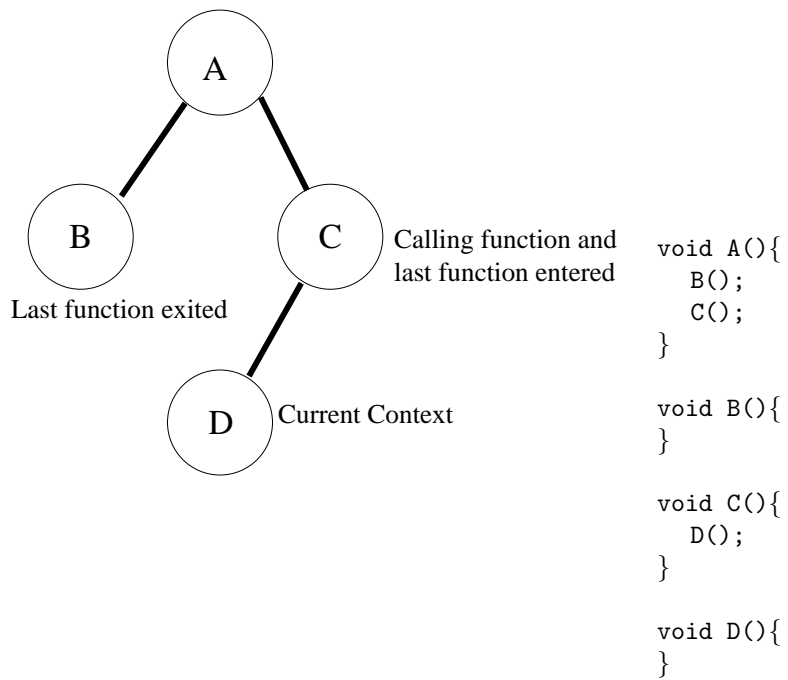 A
B
C
Calling function and
last function entered
Last function exited
D
Current Context
void A(){
B();
C();
}
void B(){
}
void C(){
D();
}
void D(){
}